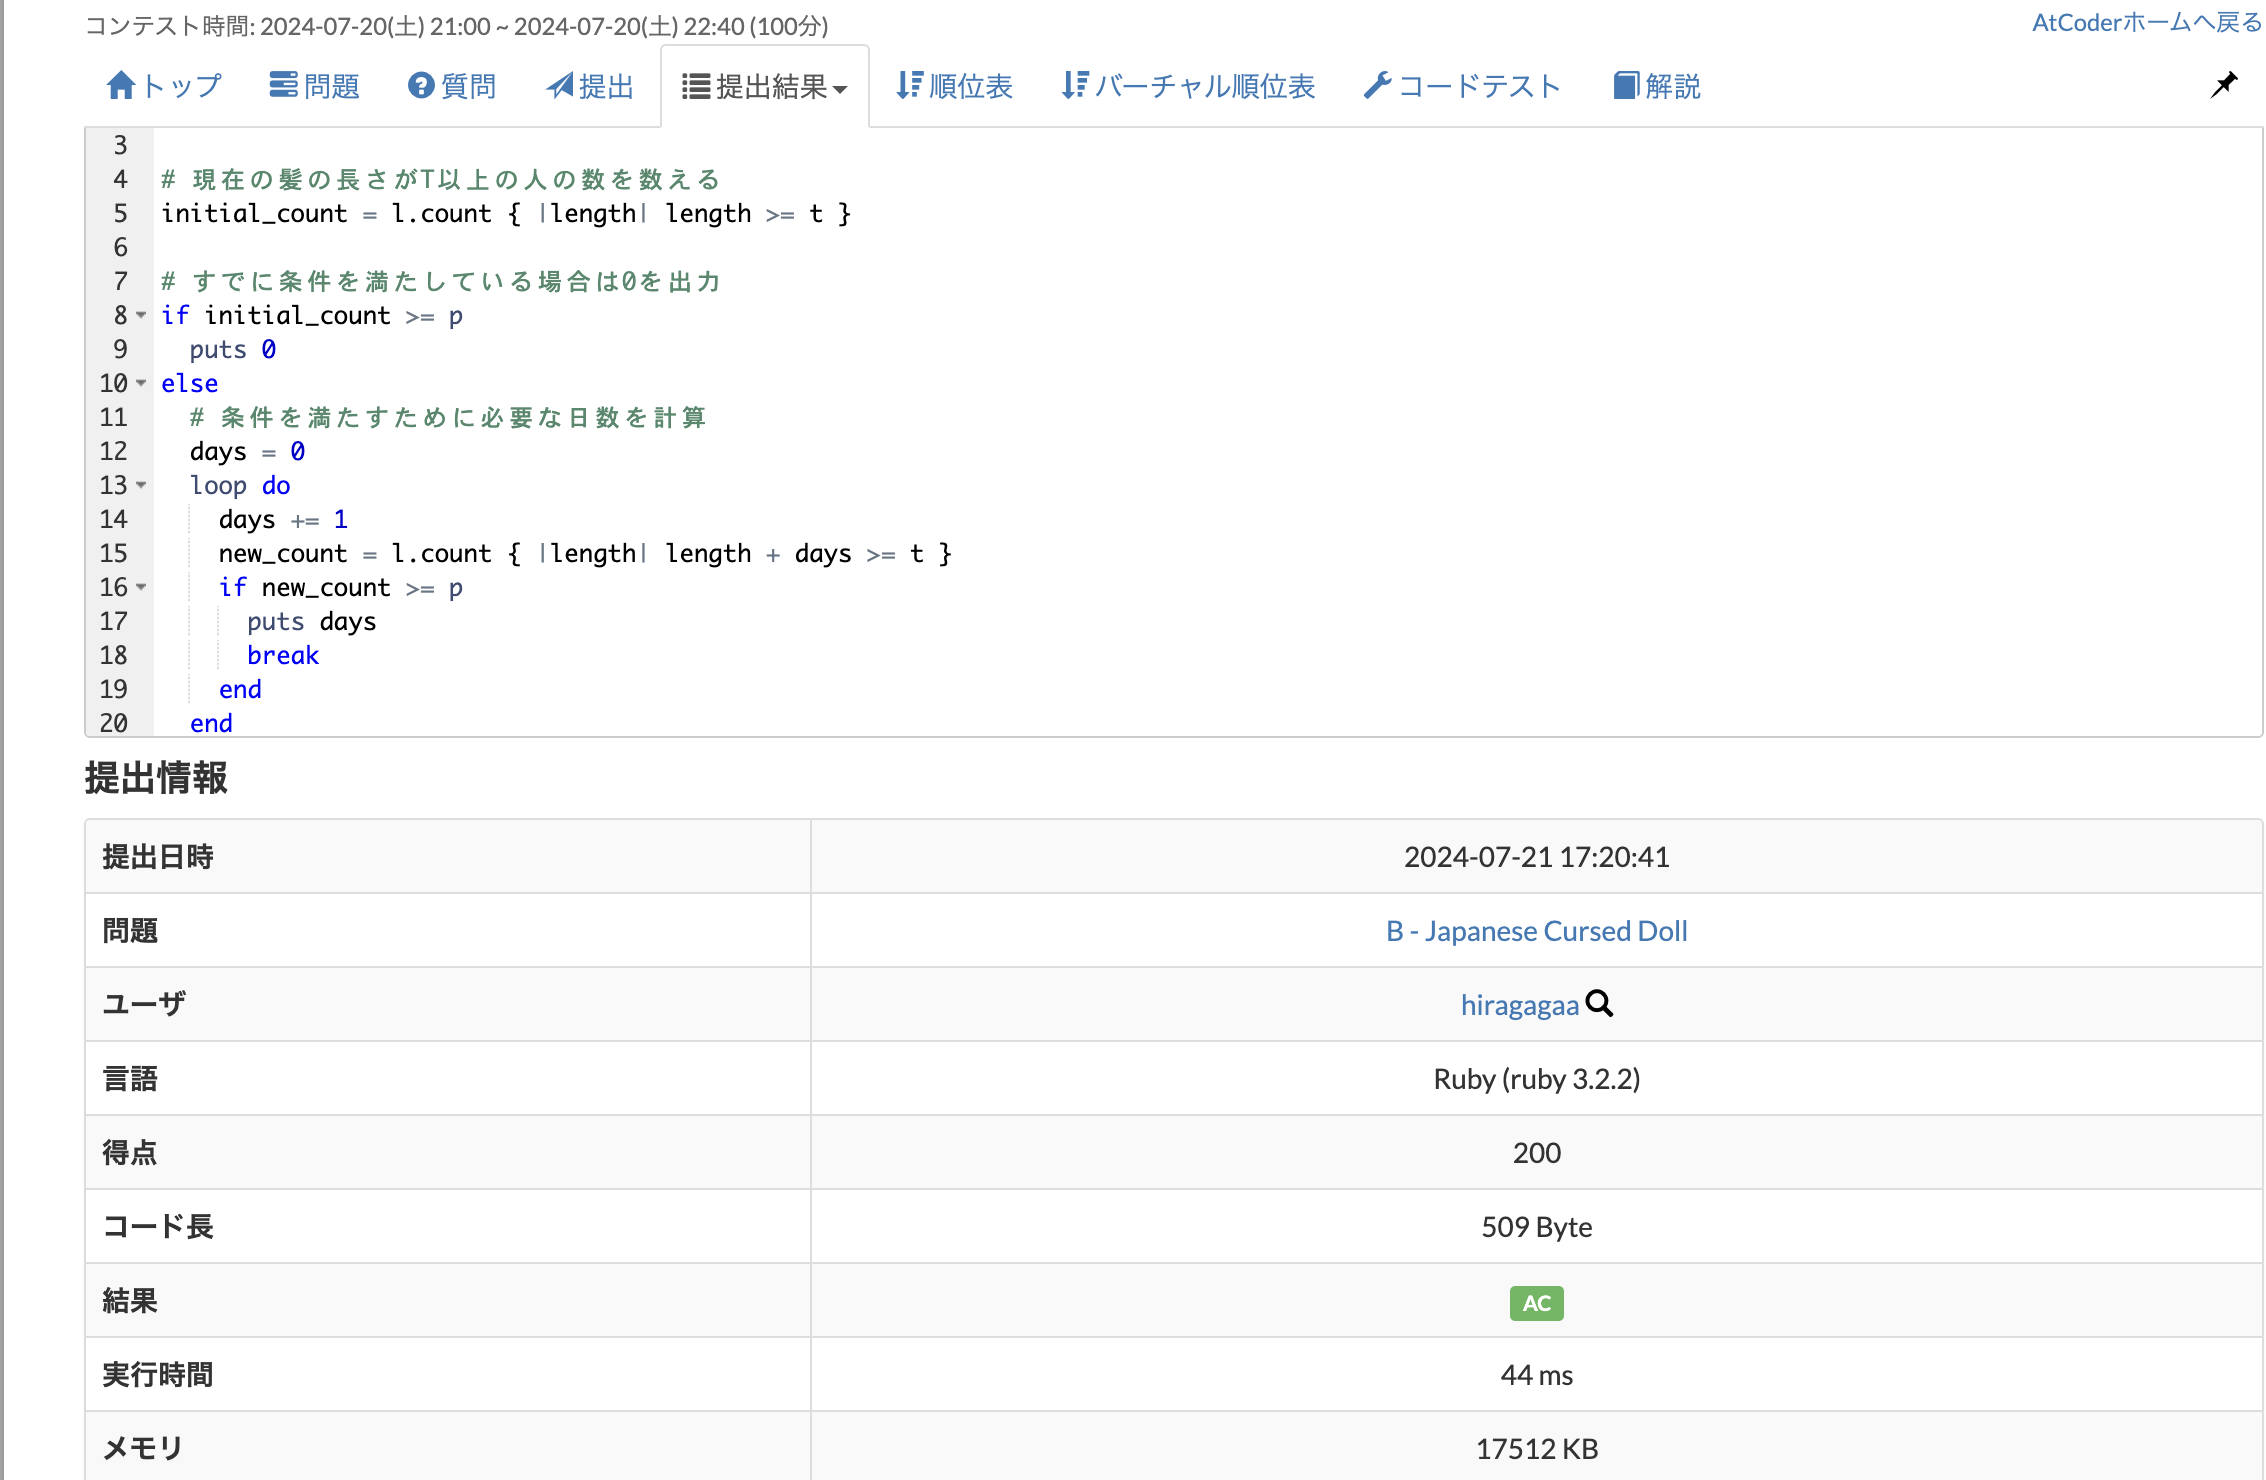 コンテスト時間: 2024-07-20(土) 21:00 ~ 2024-07-20(土) 22:40 (100分)
AtCoderホームへ戻る
トップ 問題 質問 提出 提出結果 順位表 バーチャル順位表 コードテスト 解説
3
4 # 現在の髪の長さがT以上の人の数を数える
5 initial_count = l.count { |length| length >= t }
6
7 # すでに条件を満たしている場合は0を出力
8 if initial_count >= p
9 puts 0
10 else
11 # 条件を満たすために必要な日数を計算
12 days = 0
13 loop do
14 days += 1
15 new_count = l.count { |length| length + days >= t }
16 if new_count >= p
17 puts days
18 break
19 end
20 end
提出情報
提出日時 2024-07-21 17:20:41
問題 B - Japanese Cursed Doll
ユーザ hiragagaa
言語 Ruby (ruby 3.2.2)
得点 200
コード長 509 Byte
結果 AC
実行時間 44 ms
メモリ 17512 KB